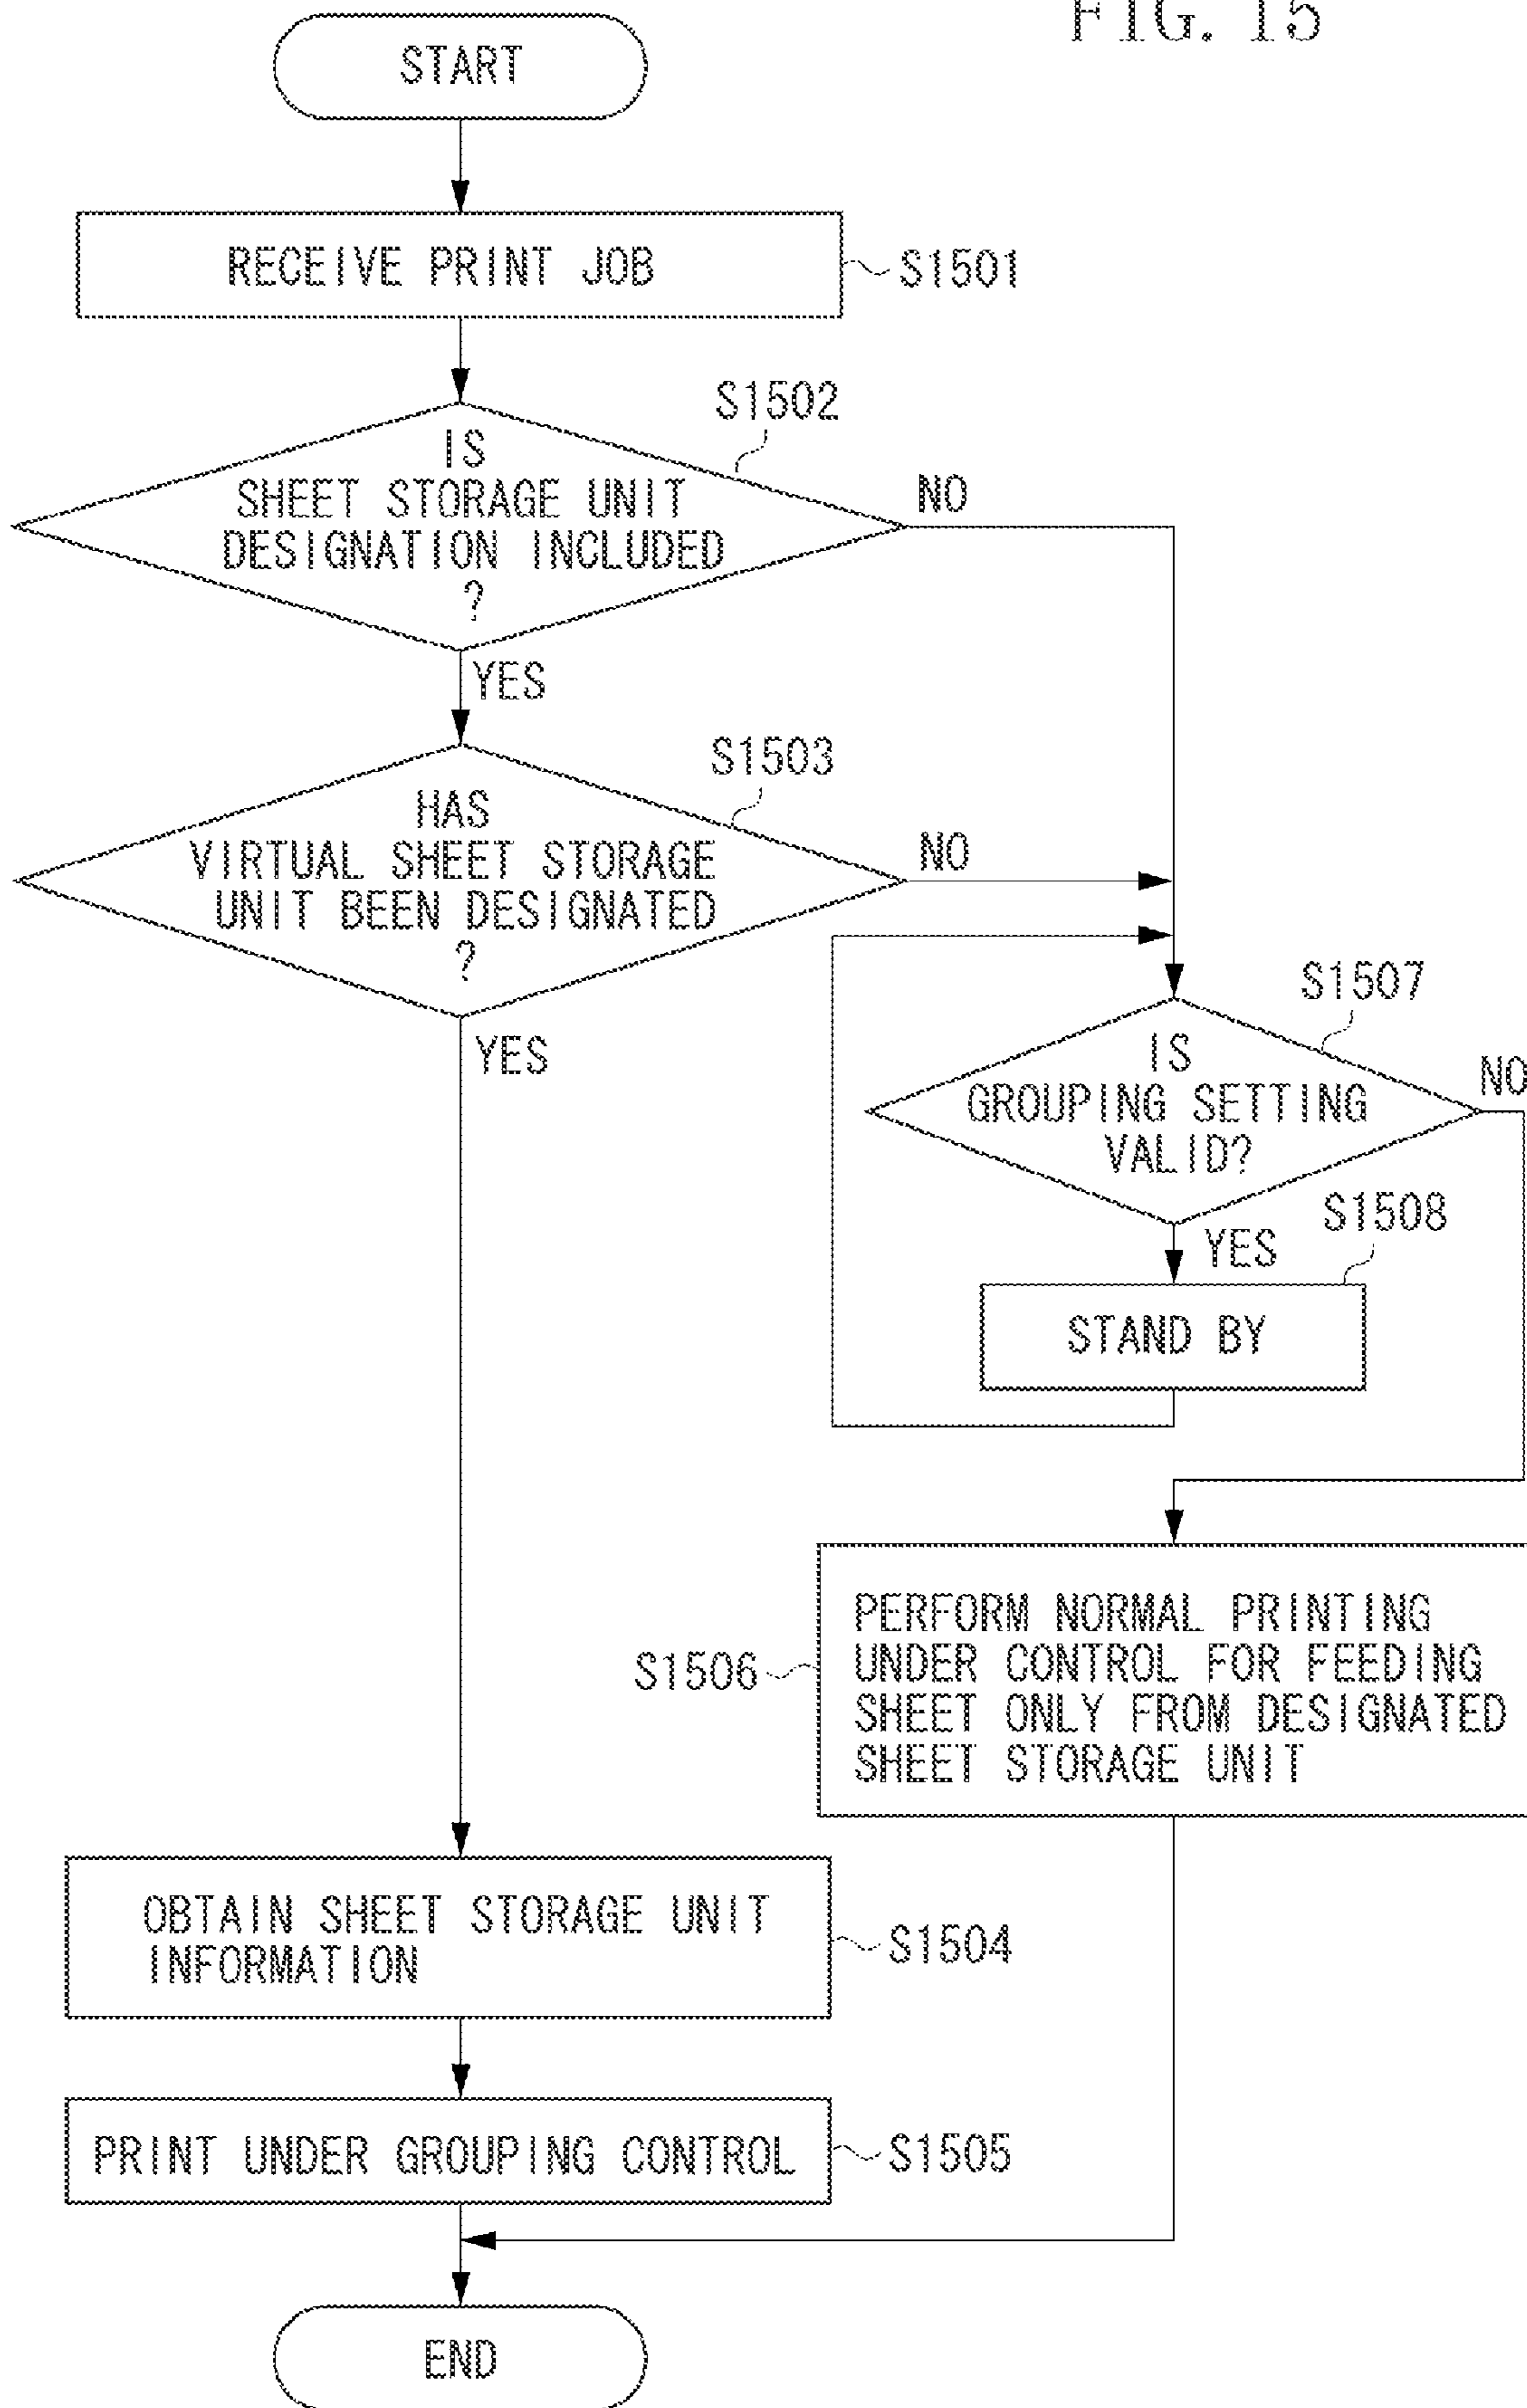 FIG. 15
START
RECEIVE PRINT JOB
S1501
S1502
IS
SHEET STORAGE UNIT
DESIGNATION INCLUDED
?
NO
YES
S1503
HAS
VIRTUAL SHEET STORAGE
UNIT BEEN DESIGNATED
?
NO
YES
S1507
IS
GROUPING SETTING
VALID?
NO
YES
S1508
STAND BY
S1506
PERFORM NORMAL PRINTING
UNDER CONTROL FOR FEEDING
SHEET ONLY FROM DESIGNATED
SHEET STORAGE UNIT
OBTAIN SHEET STORAGE UNIT
INFORMATION
S1504
PRINT UNDER GROUPING CONTROL
S1505
END